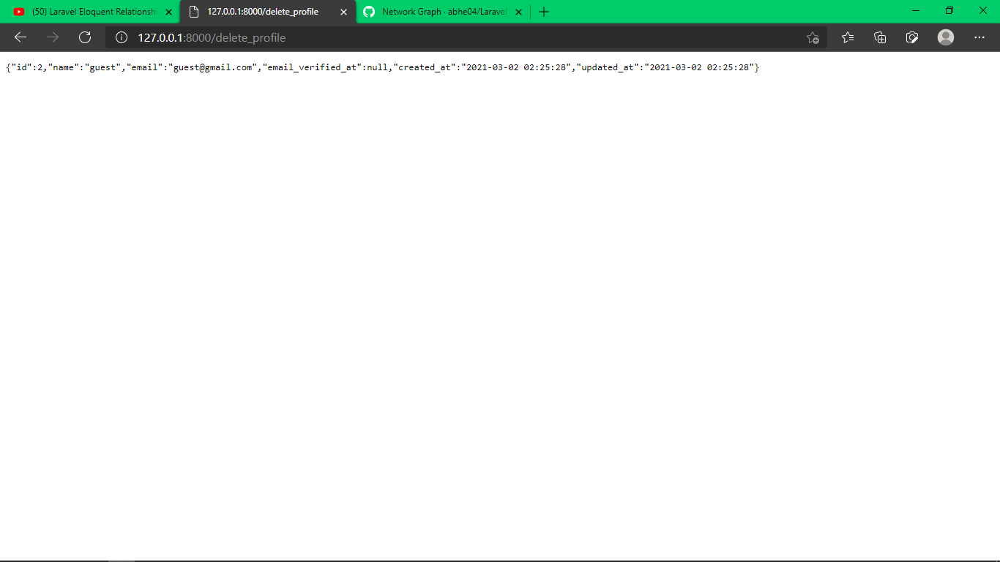 (50) Laravel Eloquent Relationshi
127.0.0.1:8000/delete_profile
Network Graph · abhe04/Laravel
127.0.0.1:8000/delete_profile
{"id":2,"name":"guest","email":"guest@gmail.com","email_verified_at":null,"created_at":"2021-03-02 02:25:28","updated_at":"2021-03-02 02:25:28"}